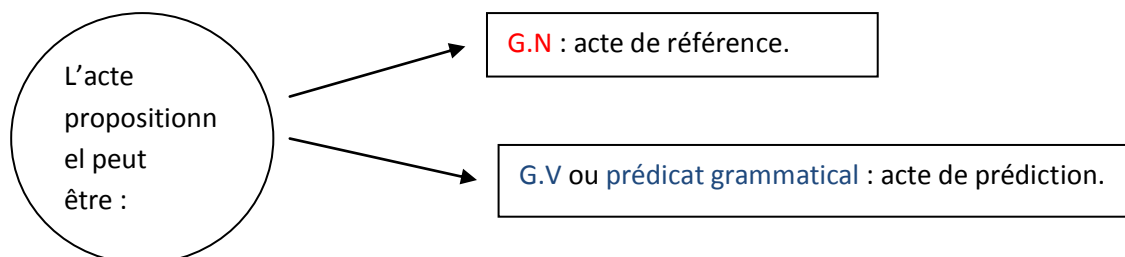 L’acte
propositionn
el peut
être :
G.N : acte de référence.
G.V ou prédicat grammatical : acte de prédiction.